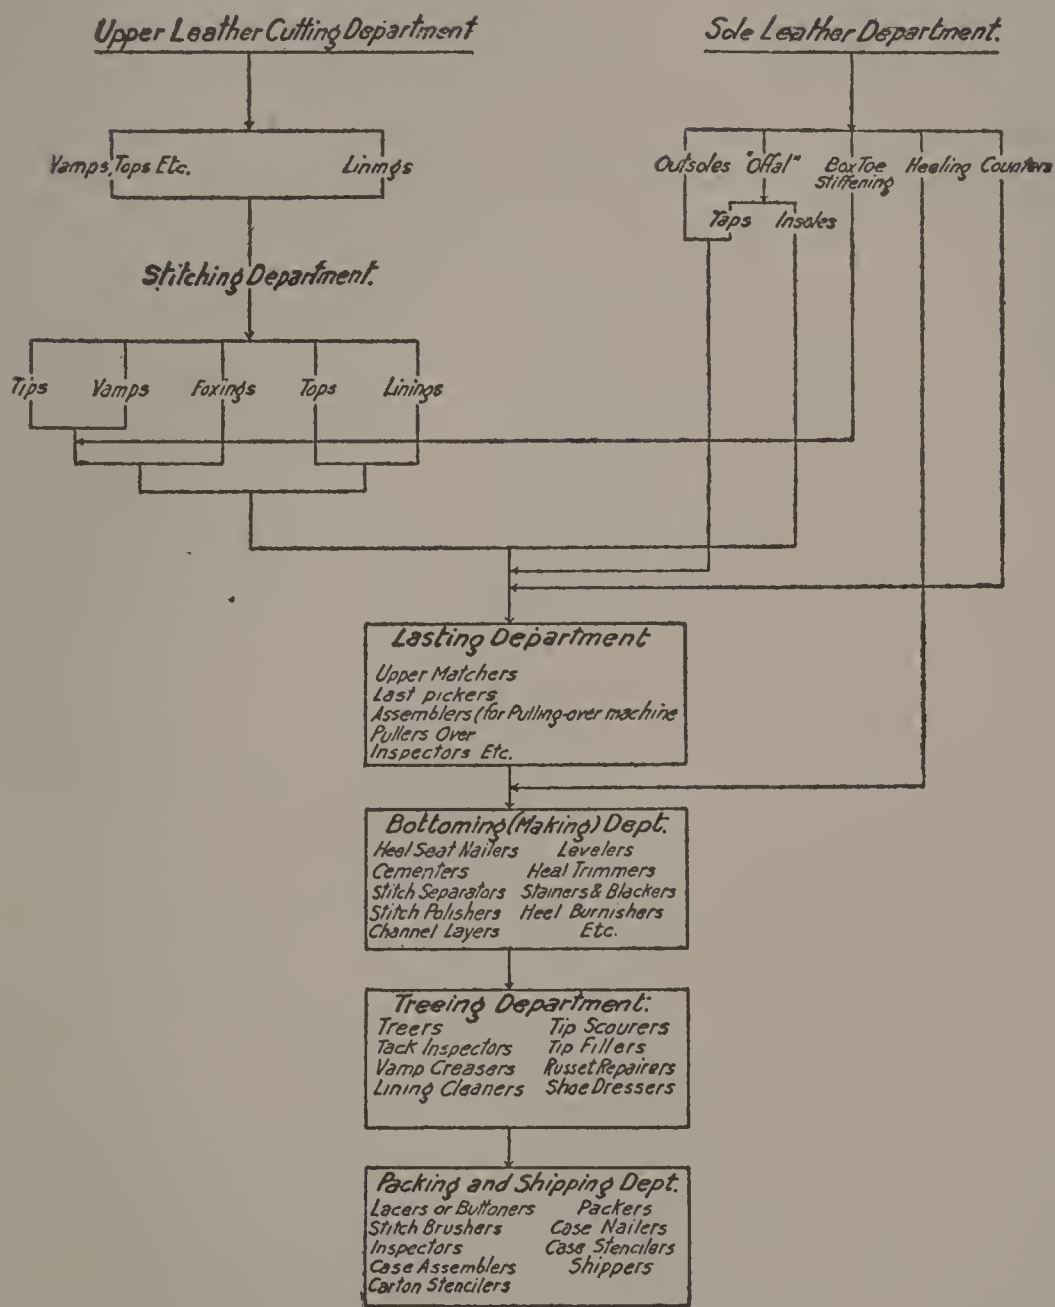 Upper Leather Cutting Department
Sole Leather Department.
Vamps, Tops Etc.
Linings
Outsoles
"Offal"
Box Toe
Stiffening
Heeling
Counters
Taps
Insoles
Stitching Department.
Tips
Vamps
Foxings
Tops
Linings
Lasting Department
Upper Matchers
Last pickers
Assemblers (for Pulling-over machine
Pullers Over
Inspectors Etc.
Bottoming (Making) Dept.
Heel Seat Nailers
Levelers
Cementers
Heal Trimmers
Stitch Separators
Stainers & Blackers
Stitch Polishers
Heel Burnishers
Channel Layers
Etc.
Treeing Department:
Treers
Tip Scourers
Tack Inspectors
Tip Fillers
Vamp Creasers
Russet Repairers
Lining Cleaners
Shoe Dressers
Packing and Shipping Dept.
Lacers or Buttoners
Packers
Stitch Brushers
Case Nailers
Inspectors
Case Stencilers
Case Assemblers
Shippers
Carton Stencilers